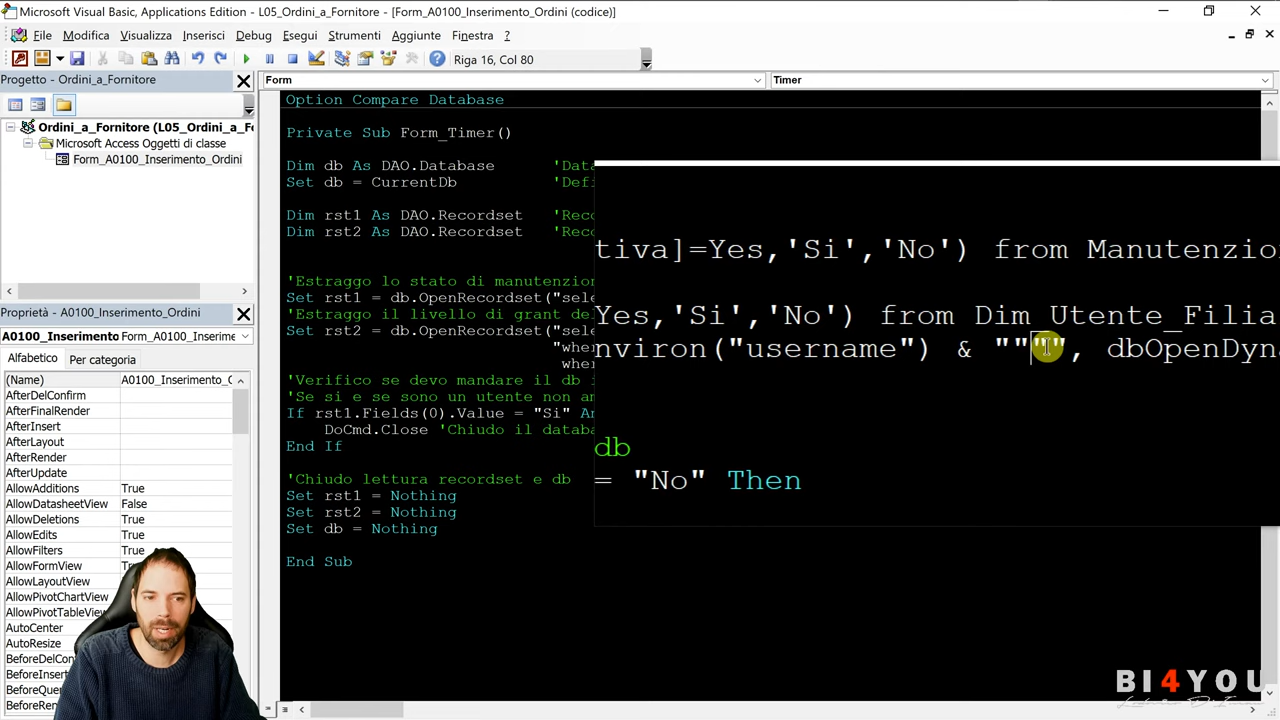 Microsoft Visual Basic, Applications Edition - L05_Ordini_a_Fornitore - [Form_A0100_Inserimento_Ordini (codice)]
File Modifica Visualizza Inserisci Debug Esegui Strumenti Aggiunte Finestra ?
Riga 16, Col 80
Progetto - Ordini_a_Fornitore
Form
Timer
Ordini_a_Fornitore (L05_Ordini_a_Fo
Microsoft Access Oggetti di classe
Form_A0100_Inserimento_Ordini
Proprietà - A0100_Inserimento_Ordini
A0100_Inserimento Form_A0100_Inserimento_
Alfabetico Per categoria
(Name) A0100_Inserimento_C
AfterDelConfirm
AfterFinalRender
AfterInsert
AfterLayout
AfterRender
AfterUpdate
AllowAdditions True
AllowDatasheetView False
AllowDeletions True
AllowEdits True
AllowFilters True
AllowFormView
AllowLayoutView
AllowPivotChartView
AllowPivotTableView
AutoCenter
AutoResize
BeforeDelCon
BeforeInser
BeforeQue
BeforeRe
Option Compare Database
Private Sub Form_Timer()
Dim db As DAO.Database 'Data
Set db = CurrentDb 'Defi
Dim rst1 As DAO.Recordset 'Reco
Dim rst2 As DAO.Recordset 'Reco
'Estraggo lo stato di manutenzion
Set rst1 = db.OpenRecordset("sele
'Estraggo il livello di grant del
Set rst2 = db.OpenRecordset("sele
"where
wher
'Verifico se devo mandare il db i
'Se si e se sono un utente non am
If rst1.Fields(0).Value = "Si" An
DoCmd.Close 'Chiudo il databa
End If
'Chiudo lettura recordset e db
Set rst1 = Nothing
Set rst2 = Nothing
Set db = Nothing
End Sub
tiva]=Yes,'Si','No') from Manutenzio
Yes,'Si','No') from Dim_Utente_Filia
nviron("username") & """", dbOpenDyna
db
= "No" Then
BI4YOU